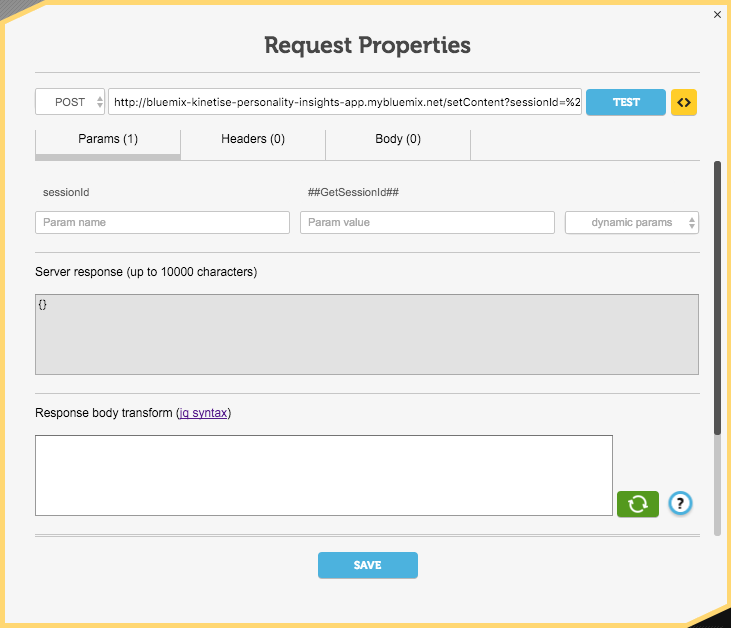 ×
Request Properties
POST http://bluemix-kinetise-personality-insights-app.mybluemix.net/setContent?sessionId=%2 TEST <>
Params (1) Headers (0) Body (0)
sessionId ##GetSessionId##
Param name Param value dynamic params
Server response (up to 10000 characters)
{}
Response body transform (jq syntax)
?
SAVE